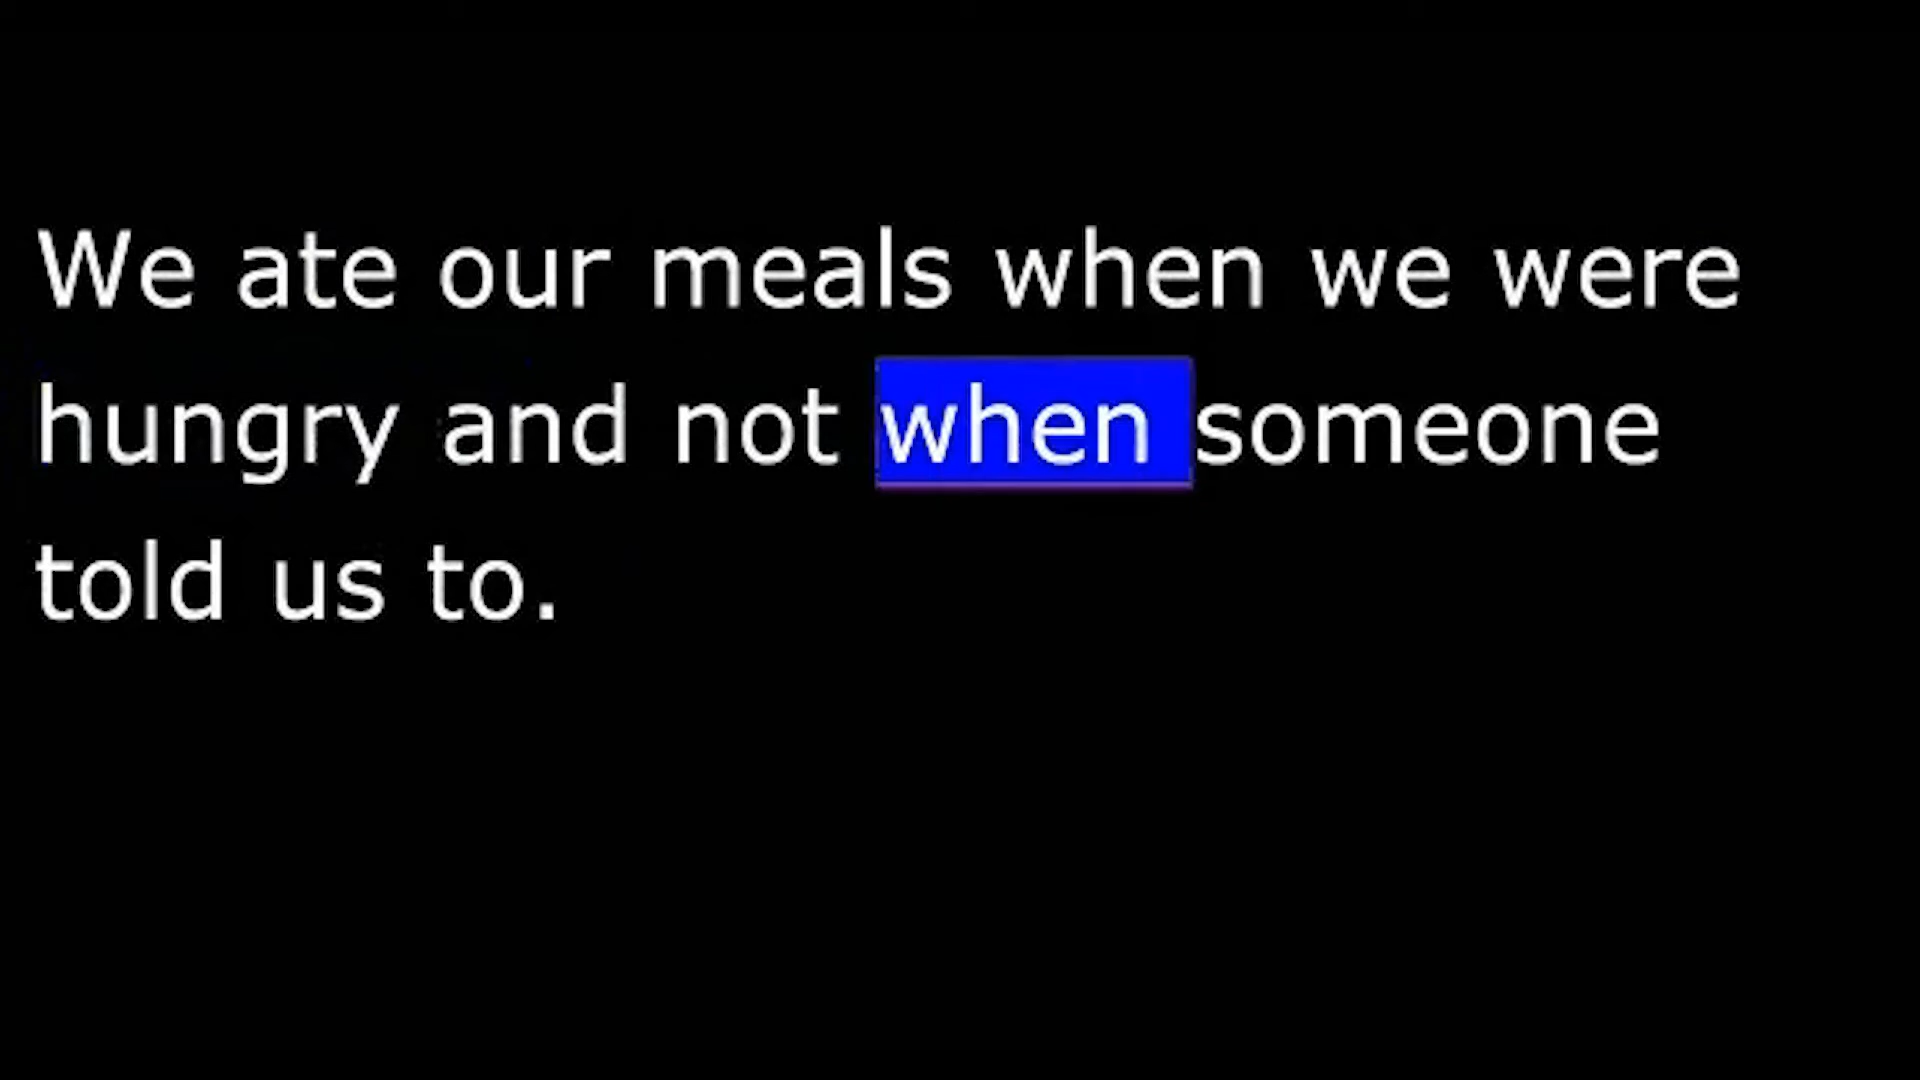 We ate our meals when we were
hungry and not when someone
told us to.